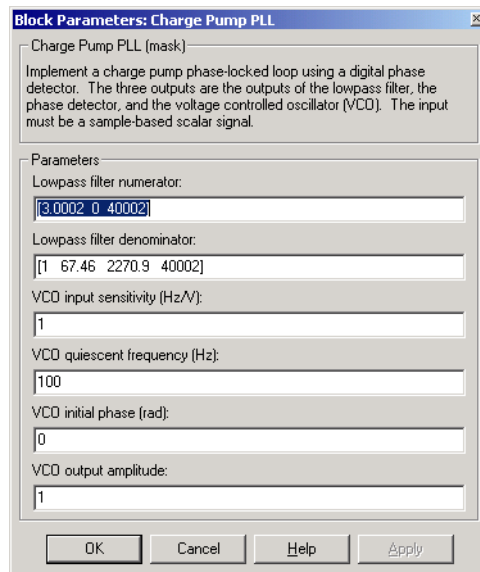 Block Parameters: Charge Pump PLL
Charge Pump PLL (mask)
Implement a charge pump phase-locked loop using a digital phase
detector. The three outputs are the outputs of the lowpass filter, the
phase detector, and the voltage controlled oscillator (VCO). The input
must be a sample-based scalar signal.
Parameters
Lowpass filter numerator:
[3.0002 0 40002]
Lowpass filter denominator:
[1 67.46 2270.9 40002]
VCO input sensitivity (Hz/V):
1
VCO quiescent frequency (Hz):
100
VCO initial phase (rad):
0
VCO output amplitude:
1
OK Cancel Help Apply